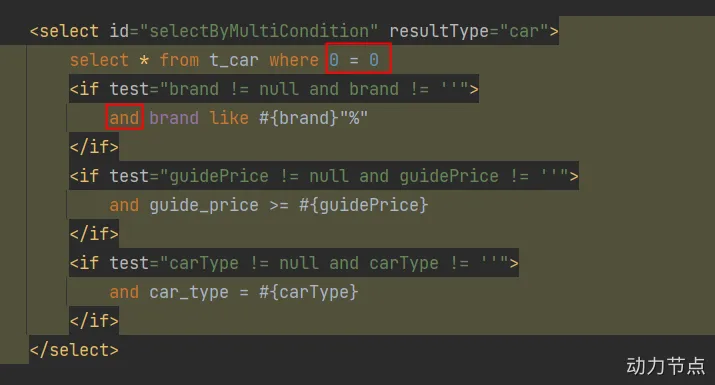 <select id="selectByMultiCondition" resultType="car">
select * from t_car where 0 = 0
<if test="brand != null and brand != ''">
and brand like #{brand}"%"
</if>
<if test="guidePrice != null and guidePrice != ''">
and guide_price >= #{guidePrice}
</if>
<if test="carType != null and carType != ''">
and car_type = #{carType}
</if>
</select>
动力节点